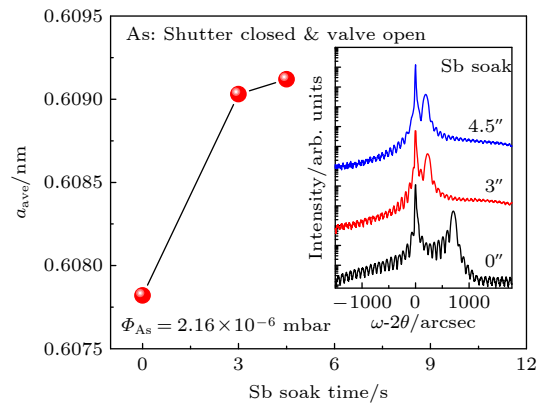 0.6095
0.6090
0.6085
0.6080
0.6075
a_ave/nm
As: Shutter closed & valve open
Φ_As = 2.16×10⁻⁶ mbar
0
3
6
9
12
Sb soak time/s
Intensity/arb. units
Sb soak
4.5″
3″
0″
−1000
0
1000
ω-2θ/arcsec